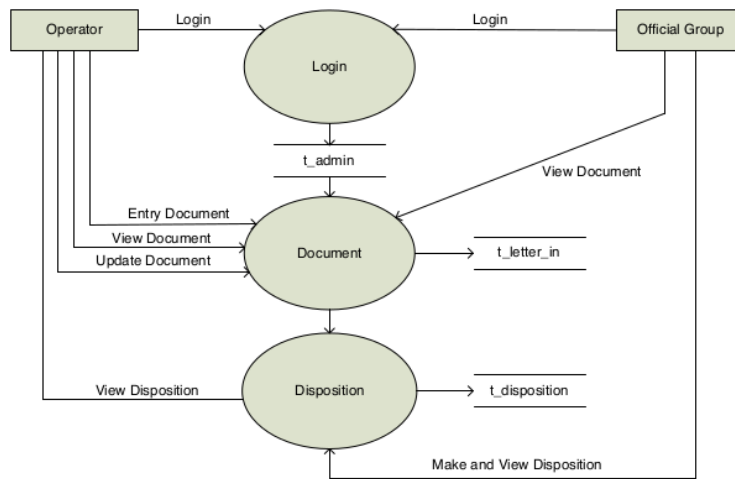 Operator
Login
Login
Official Group
Login
t_admin
View Document
Entry Document
View Document
Update Document
Document
t_letter_in
View Disposition
Disposition
t_disposition
Make and View Disposition